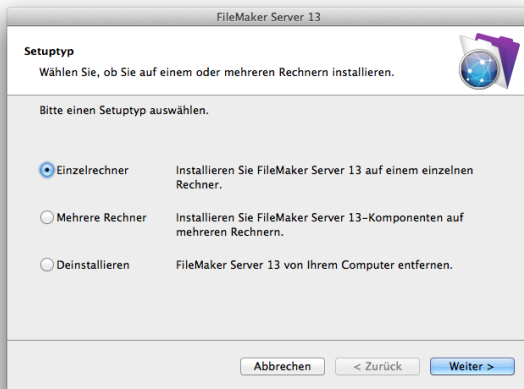 FileMaker Server 13
Setuptyp
Wählen Sie, ob Sie auf einem oder mehreren Rechnern installieren.
Bitte einen Setuptyp auswählen.
Einzelrechner
Installieren Sie FileMaker Server 13 auf einem einzelnen
Rechner.
Mehrere Rechner
Installieren Sie FileMaker Server 13-Komponenten auf
mehreren Rechnern.
Deinstallieren
FileMaker Server 13 von Ihrem Computer entfernen.
Abbrechen
< Zurück
Weiter >